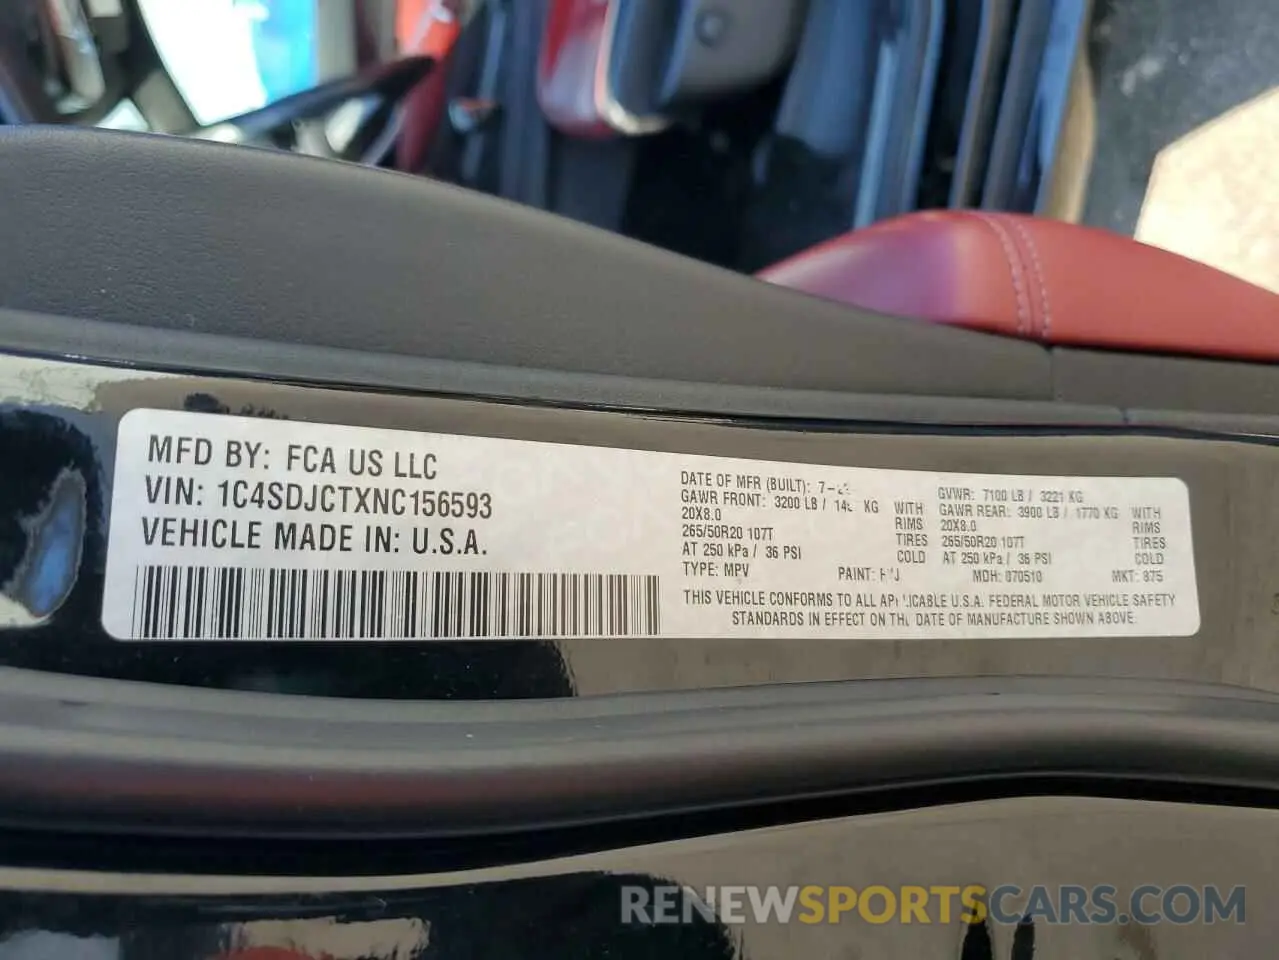 MFD BY: FCA US LLC
VIN: 1C4SDJCTXNC156593
VEHICLE MADE IN: U.S.A.
DATE OF MFR (BUILT):
GAWR FRONT: 3200 LB / KG WITH
20X8.0 RIMS
265/50R20 107T TIRES
AT 250 kPa / 36 PSI COLD
TYPE: MPV PAINT:
GVWR: 7100 LB / 3221 KG
GAWR REAR: 3900 LB / 1770 KG WITH
20X8.0 RIMS
265/50R20 107T TIRES
AT 250 kPa / 36 PSI COLD
MDH: 070510 MKT: 875
THIS VEHICLE CONFORMS TO ALL APPLICABLE U.S.A. FEDERAL MOTOR VEHICLE SAFETY
STANDARDS IN EFFECT ON THE DATE OF MANUFACTURE SHOWN ABOVE.
RENEWSPORTSCARS.COM